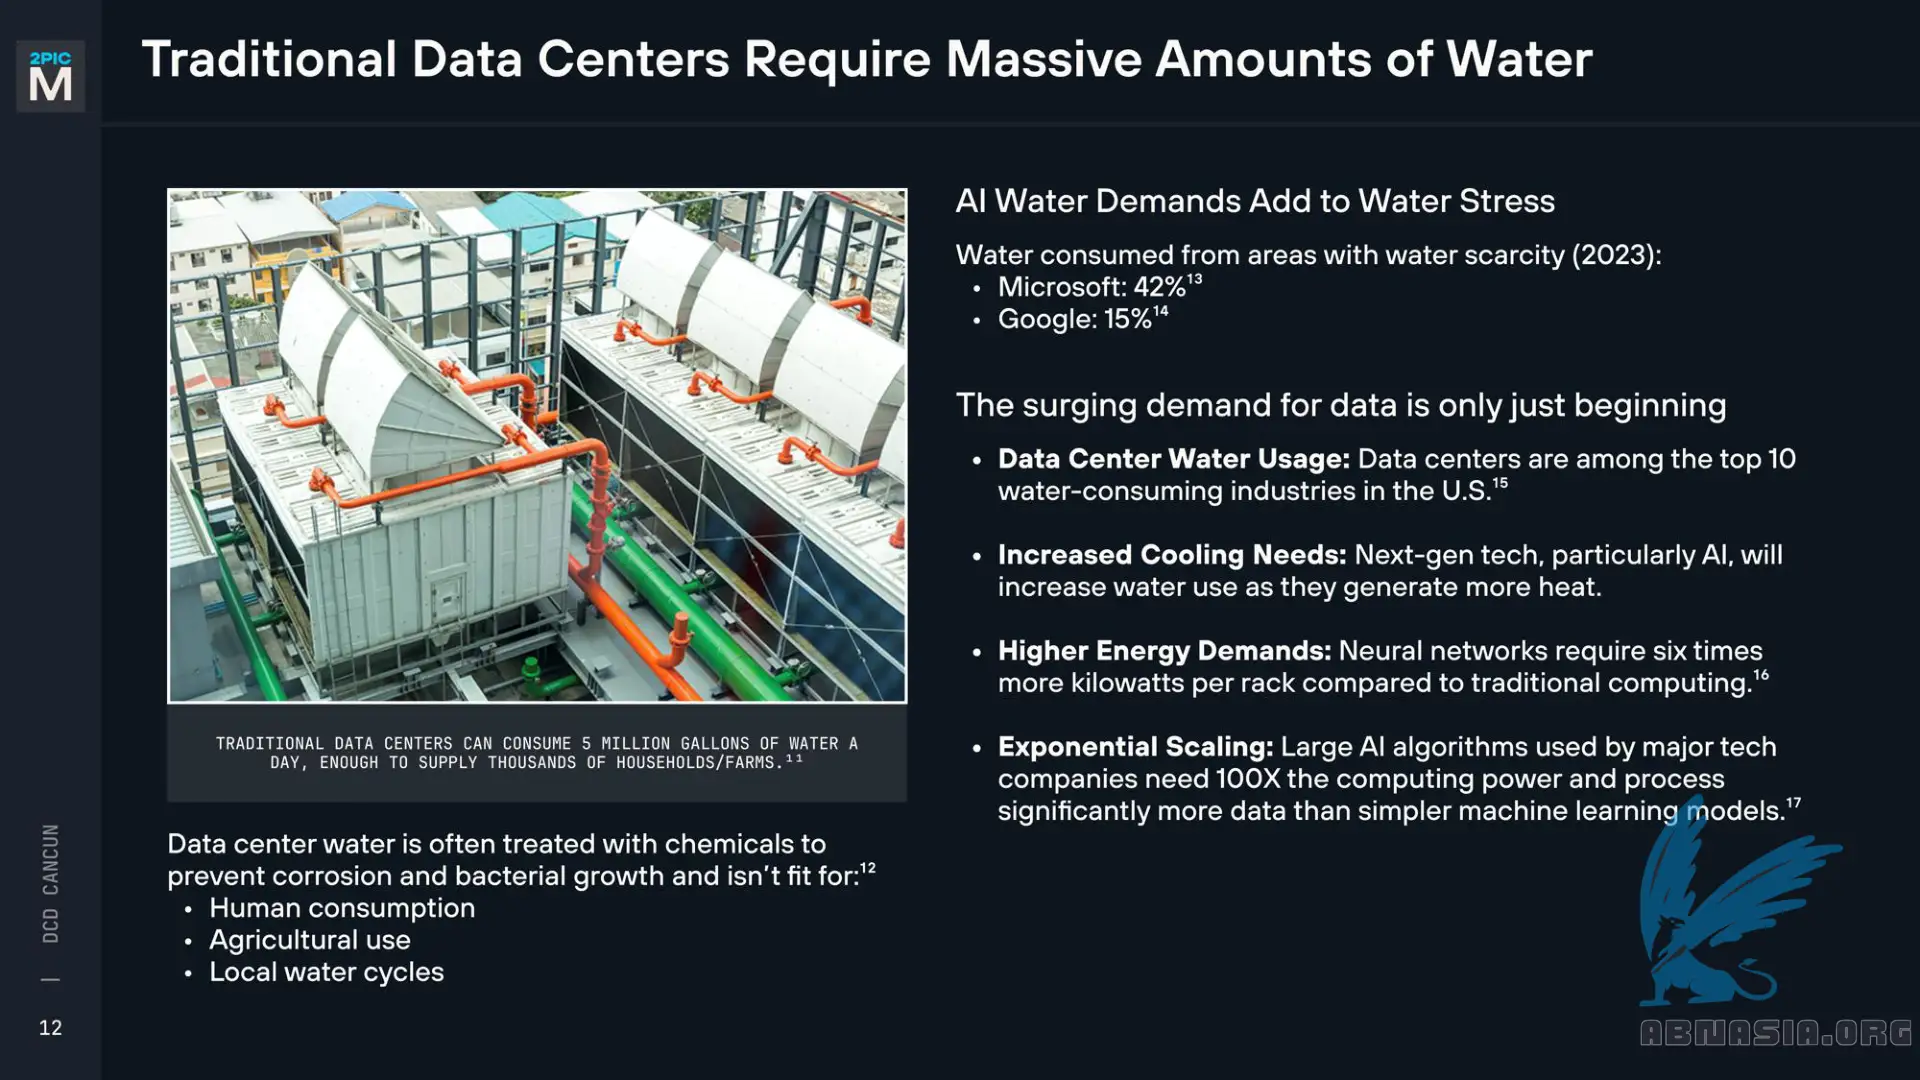 2PIC
M
Traditional Data Centers Require Massive Amounts of Water
TRADITIONAL DATA CENTERS CAN CONSUME 5 MILLION GALLONS OF WATER A
DAY, ENOUGH TO SUPPLY THOUSANDS OF HOUSEHOLDS/FARMS.¹¹
Data center water is often treated with chemicals to
prevent corrosion and bacterial growth and isn't fit for:¹²
• Human consumption
• Agricultural use
• Local water cycles
AI Water Demands Add to Water Stress
Water consumed from areas with water scarcity (2023):
• Microsoft: 42%¹³
• Google: 15%¹⁴
The surging demand for data is only just beginning
• Data Center Water Usage: Data centers are among the top 10
water-consuming industries in the U.S.¹⁵
• Increased Cooling Needs: Next-gen tech, particularly AI, will
increase water use as they generate more heat.
• Higher Energy Demands: Neural networks require six times
more kilowatts per rack compared to traditional computing.¹⁶
• Exponential Scaling: Large AI algorithms used by major tech
companies need 100X the computing power and process
significantly more data than simpler machine learning models.¹⁷
DCD CANCUN
|
12
ABNASIA.ORG